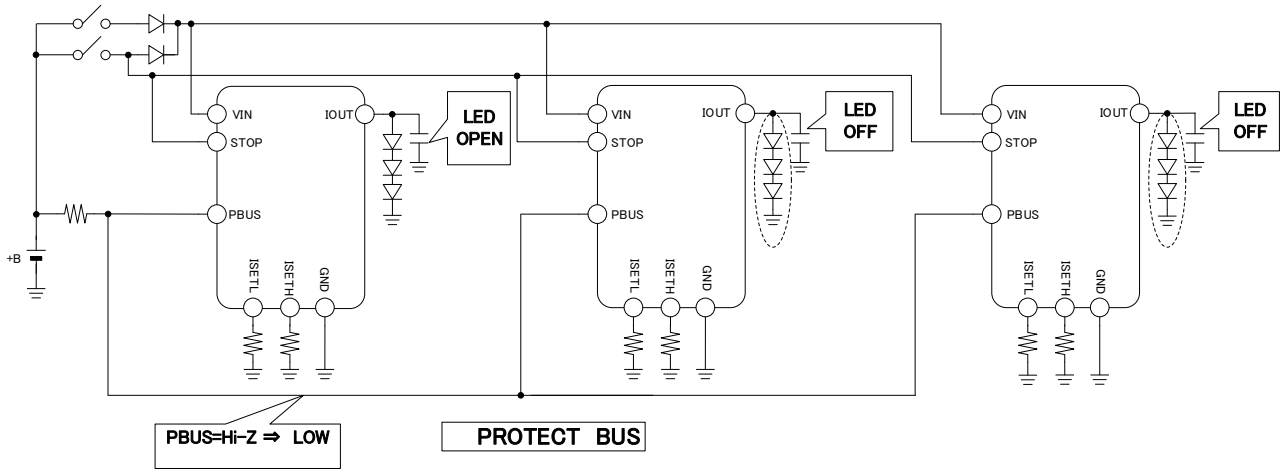 VIN
STOP
PBUS
IOUT
ISETL
ISETH
GND
LED
OPEN
VIN
STOP
PBUS
IOUT
ISETL
ISETH
GND
LED
OFF
VIN
STOP
PBUS
IOUT
ISETL
ISETH
GND
LED
OFF
+B
PBUS=Hi-Z ⇒ LOW
PROTECT BUS